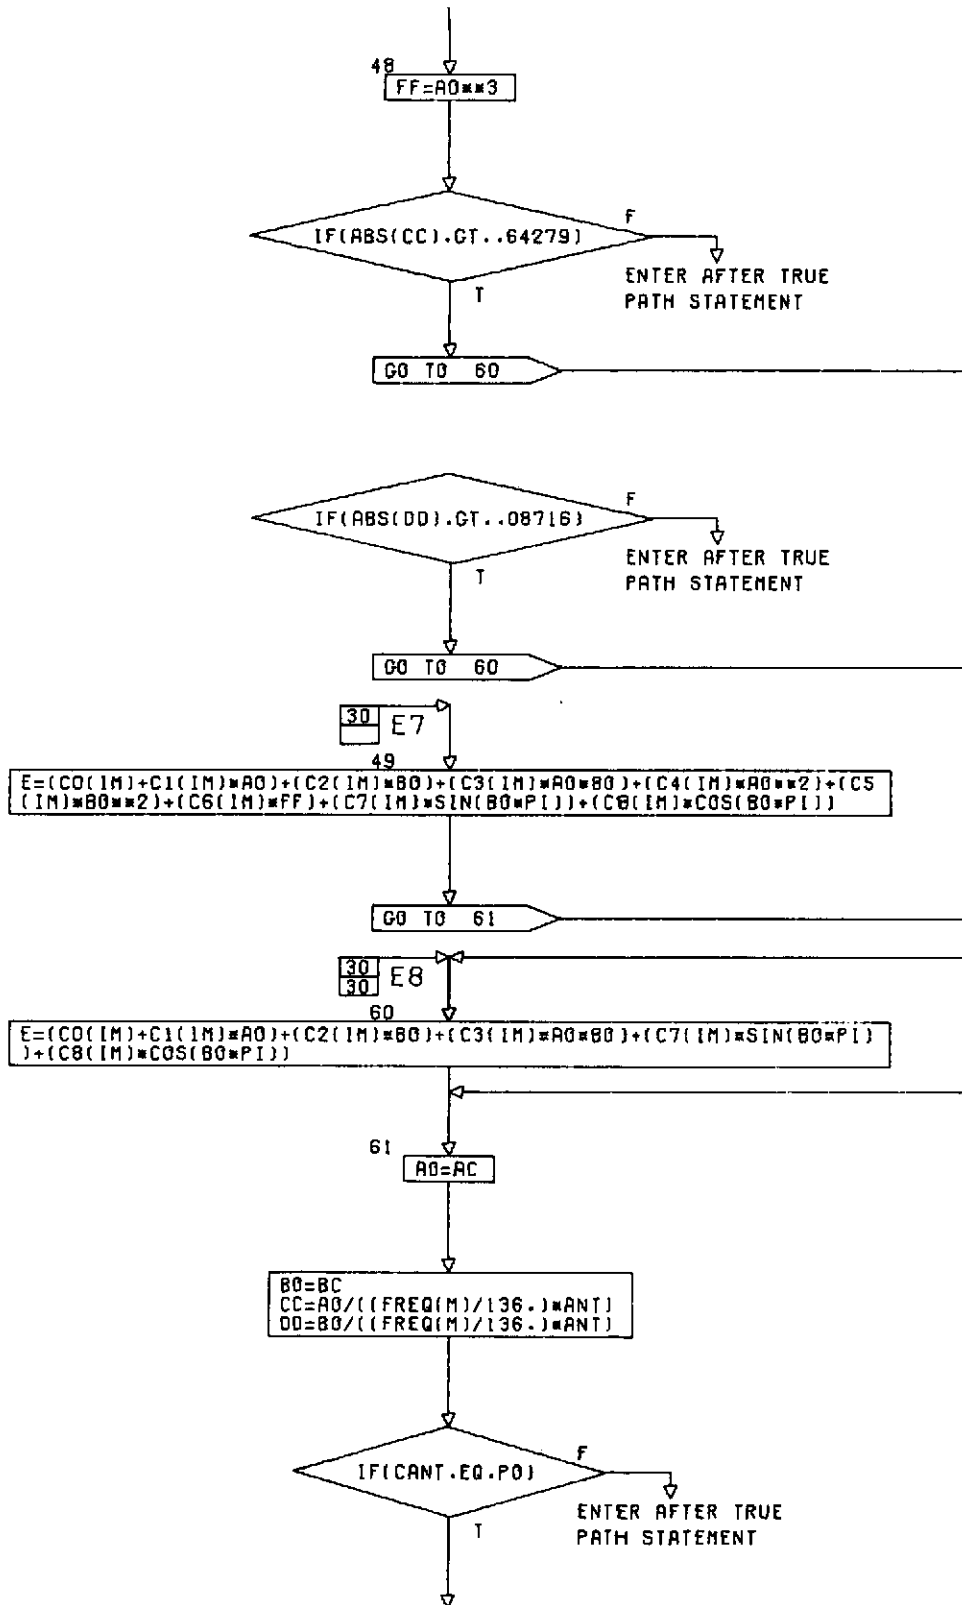 48
FF=A0**3
F
IF(ABS(CC).GT..64279)
ENTER AFTER TRUE
PATH STATEMENT
T
GO TO 60
F
IF(ABS(DD).GT..08716)
ENTER AFTER TRUE
PATH STATEMENT
T
GO TO 60
30
E7
49
E=(C0(IM)+C1(IM)*A0)+(C2(IM)*B0)+(C3(IM)*A0*B0)+(C4(IM)*A0**2)+(C5
(IM)*B0**2)+(C6(IM)*FF)+(C7(IM)*SIN(B0*PI))+(C8(IM)*COS(B0*PI))
GO TO 61
30
E8
30
60
E=(C0(IM)+C1(IM)*A0)+(C2(IM)*B0)+(C3(IM)*A0*B0)+(C7(IM)*SIN(B0*PI)
)+(C8(IM)*COS(B0*PI))
61
A0=AC
B0=BC
CC=A0/((FREQ(M)/136.)*ANT)
DD=B0/((FREQ(M)/136.)*ANT)
F
IF(CANT.EQ.PO)
ENTER AFTER TRUE
PATH STATEMENT
T